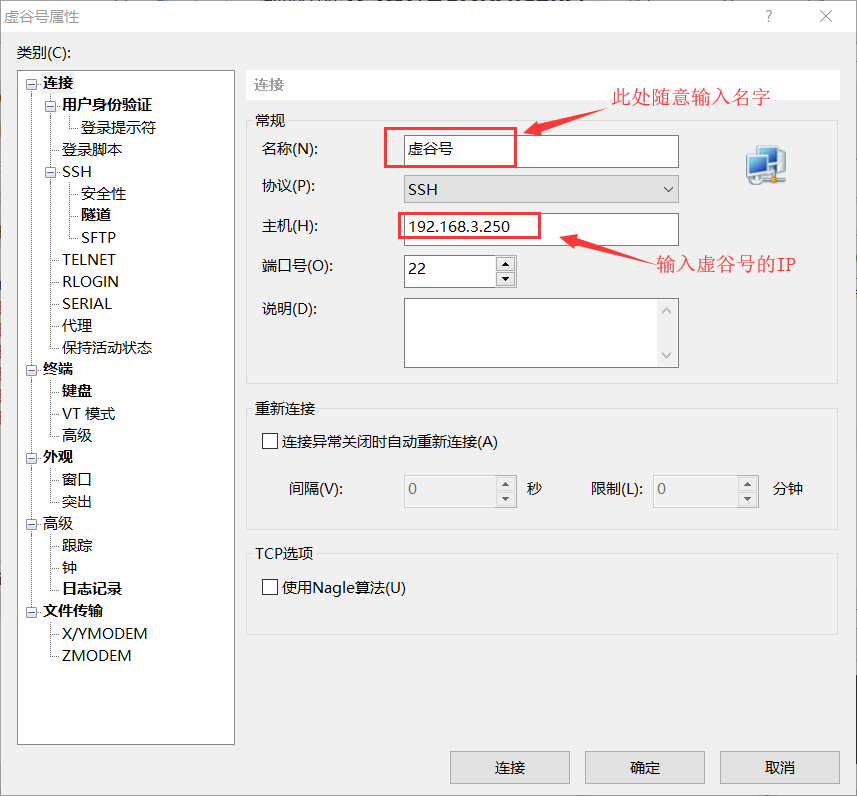 虚谷号属性
类别(C):
连接
用户身份验证
登录提示符
登录脚本
SSH
安全性
隧道
SFTP
TELNET
RLOGIN
SERIAL
代理
保持活动状态
终端
键盘
VT 模式
高级
外观
窗口
突出
高级
跟踪
钟
日志记录
文件传输
X/YMODEM
ZMODEM
连接
此处随意输入名字
常规
名称(N):
虚谷号
协议(P):
SSH
主机(H):
192.168.3.250
输入虚谷号的IP
端口号(O):
22
说明(D):
重新连接
连接异常关闭时自动重新连接(A)
间隔(V):
0
秒
限制(L):
0
分钟
TCP选项
使用Nagle算法(U)
连接
确定
取消